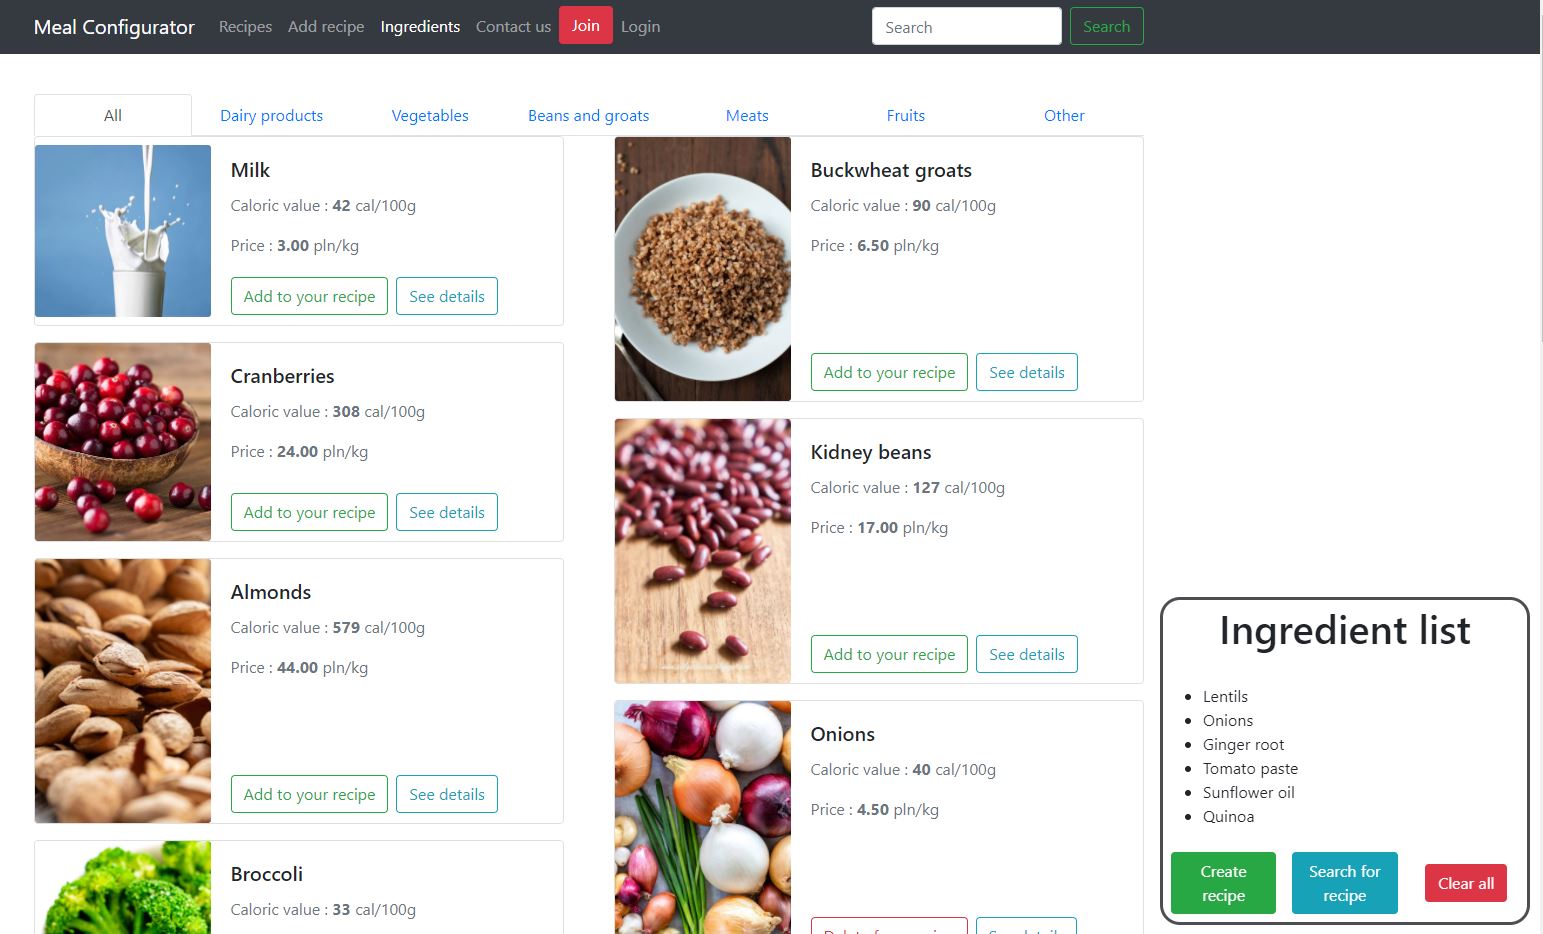 Meal Configurator Recipes Add recipe Ingredients Contact us Join Login Search Search
All Dairy products Vegetables Beans and groats Meats Fruits Other
Milk
Caloric value : 42 cal/100g
Price : 3.00 pln/kg
Add to your recipe See details
Buckwheat groats
Caloric value : 90 cal/100g
Price : 6.50 pln/kg
Add to your recipe See details
Cranberries
Caloric value : 308 cal/100g
Price : 24.00 pln/kg
Add to your recipe See details
Kidney beans
Caloric value : 127 cal/100g
Price : 17.00 pln/kg
Add to your recipe See details
Almonds
Caloric value : 579 cal/100g
Price : 44.00 pln/kg
Add to your recipe See details
Onions
Caloric value : 40 cal/100g
Price : 4.50 pln/kg
See details
Broccoli
Caloric value : 33 cal/100g
Ingredient list
Lentils
Onions
Ginger root
Tomato paste
Sunflower oil
Quinoa
Create
recipe
Search for
recipe
Clear all